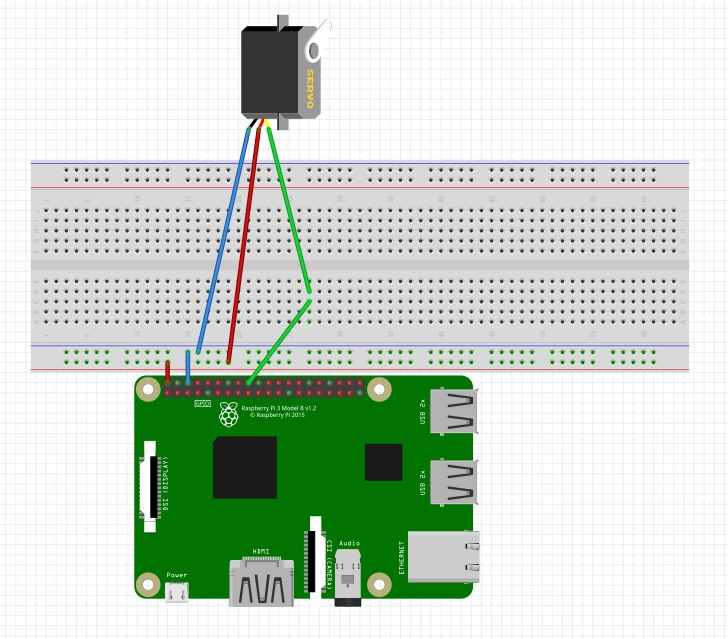 SERVO
GPIO
Raspberry Pi 3 Model B v1.2
© Raspberry Pi 2015
USB 2x
DSI (DISPLAY)
USB 2x
Audio
CSI (CAMERA)
ETHERNET
HDMI
Power